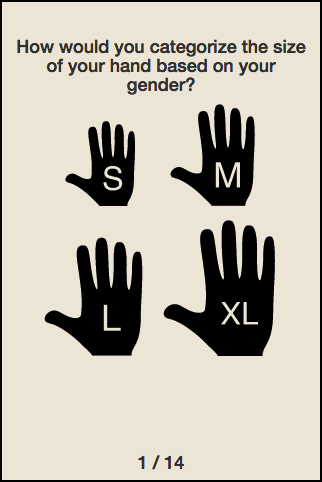 How would you categorize the size
of your hand based on your
gender?
S
M
L
XL
1 / 14